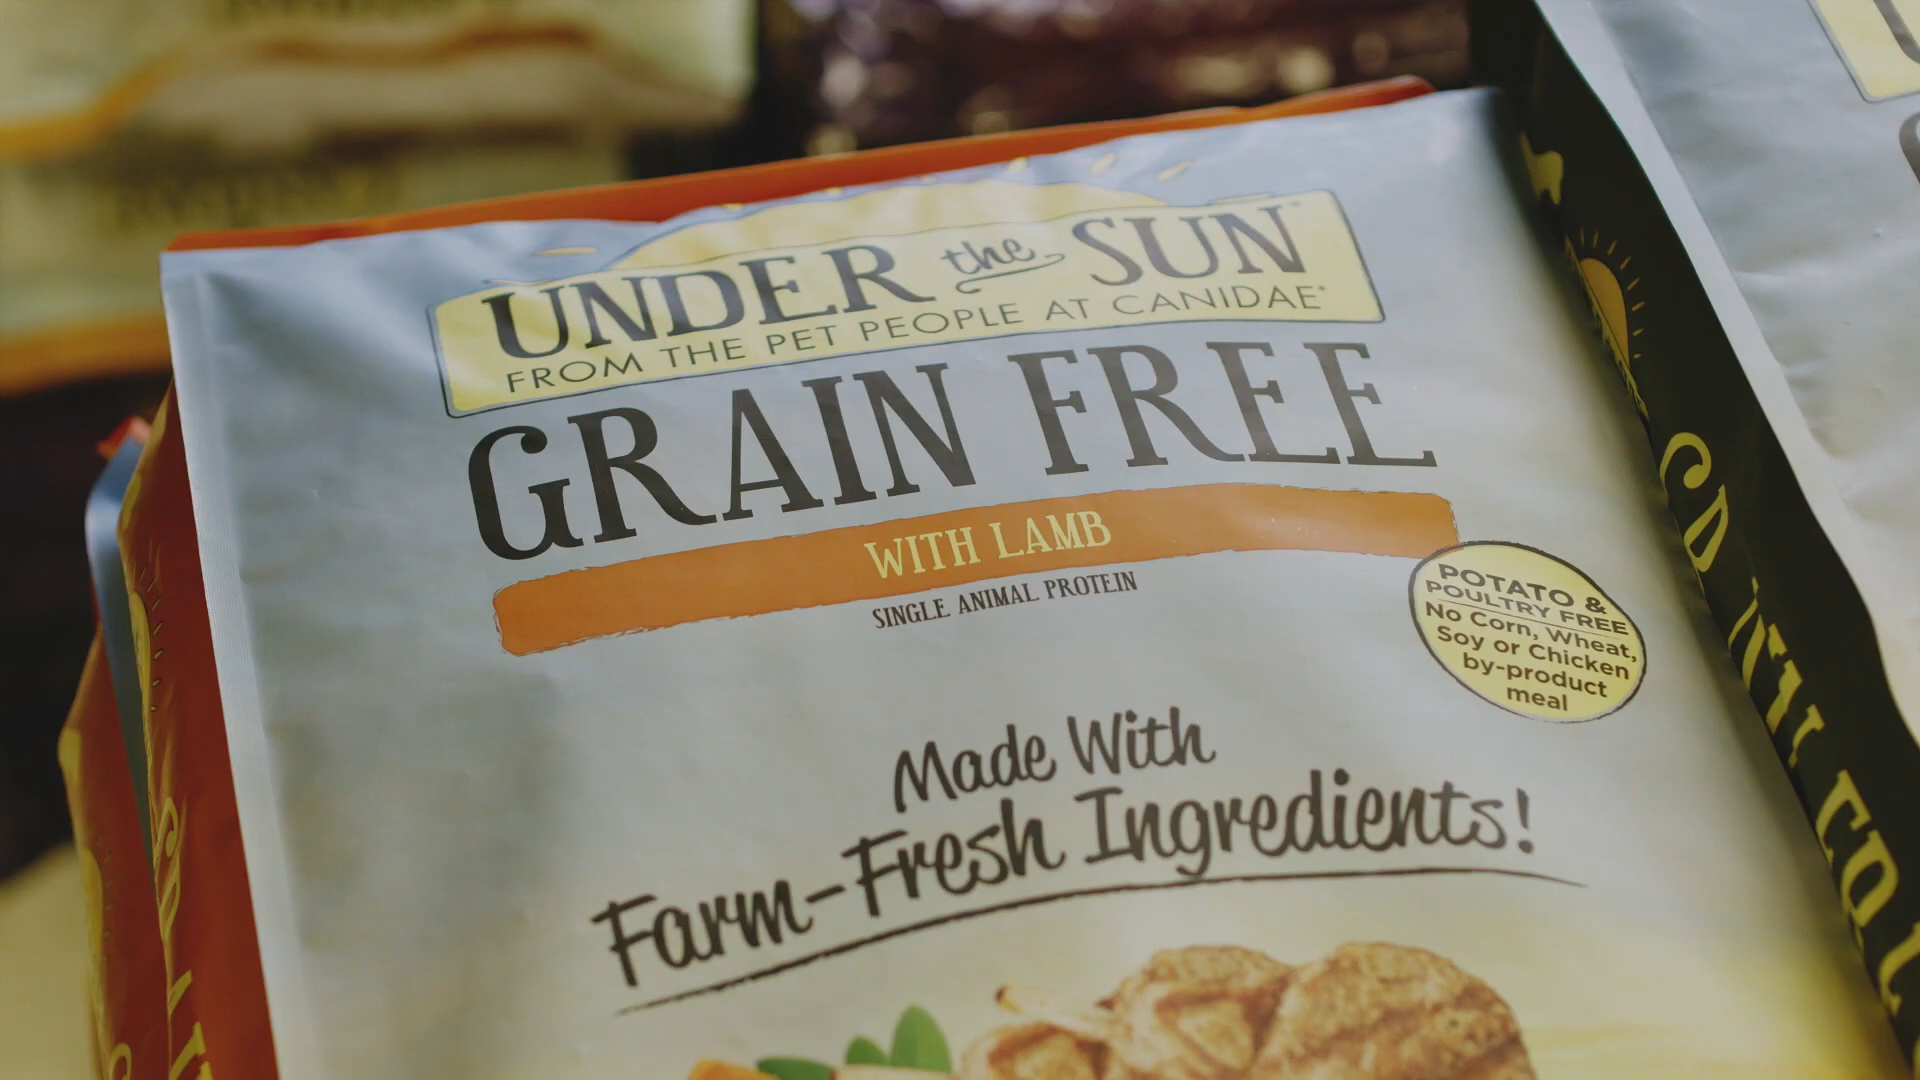 UNDER the SUN™
FROM THE PET PEOPLE AT CANIDAE®
GRAIN FREE
WITH LAMB
SINGLE ANIMAL PROTEIN
POTATO &
POULTRY FREE
No Corn, Wheat,
Soy or Chicken
by-product
meal
Made With
Farm-Fresh Ingredients!